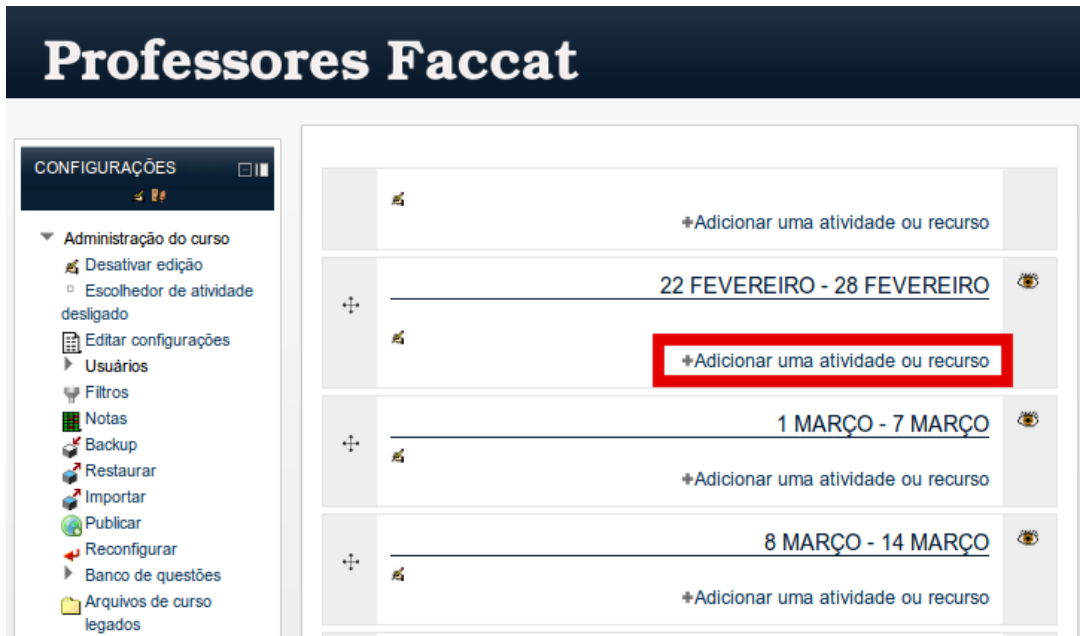 Professores Faccat
CONFIGURAÇÕES
Administração do curso
Desativar edição
Escolhedor de atividade
desligado
Editar configurações
Usuários
Filtros
Notas
Backup
Restaurar
Importar
Publicar
Reconfigurar
Banco de questões
Arquivos de curso
legados
+Adicionar uma atividade ou recurso
22 FEVEREIRO - 28 FEVEREIRO
+Adicionar uma atividade ou recurso
1 MARÇO - 7 MARÇO
+Adicionar uma atividade ou recurso
8 MARÇO - 14 MARÇO
+Adicionar uma atividade ou recurso